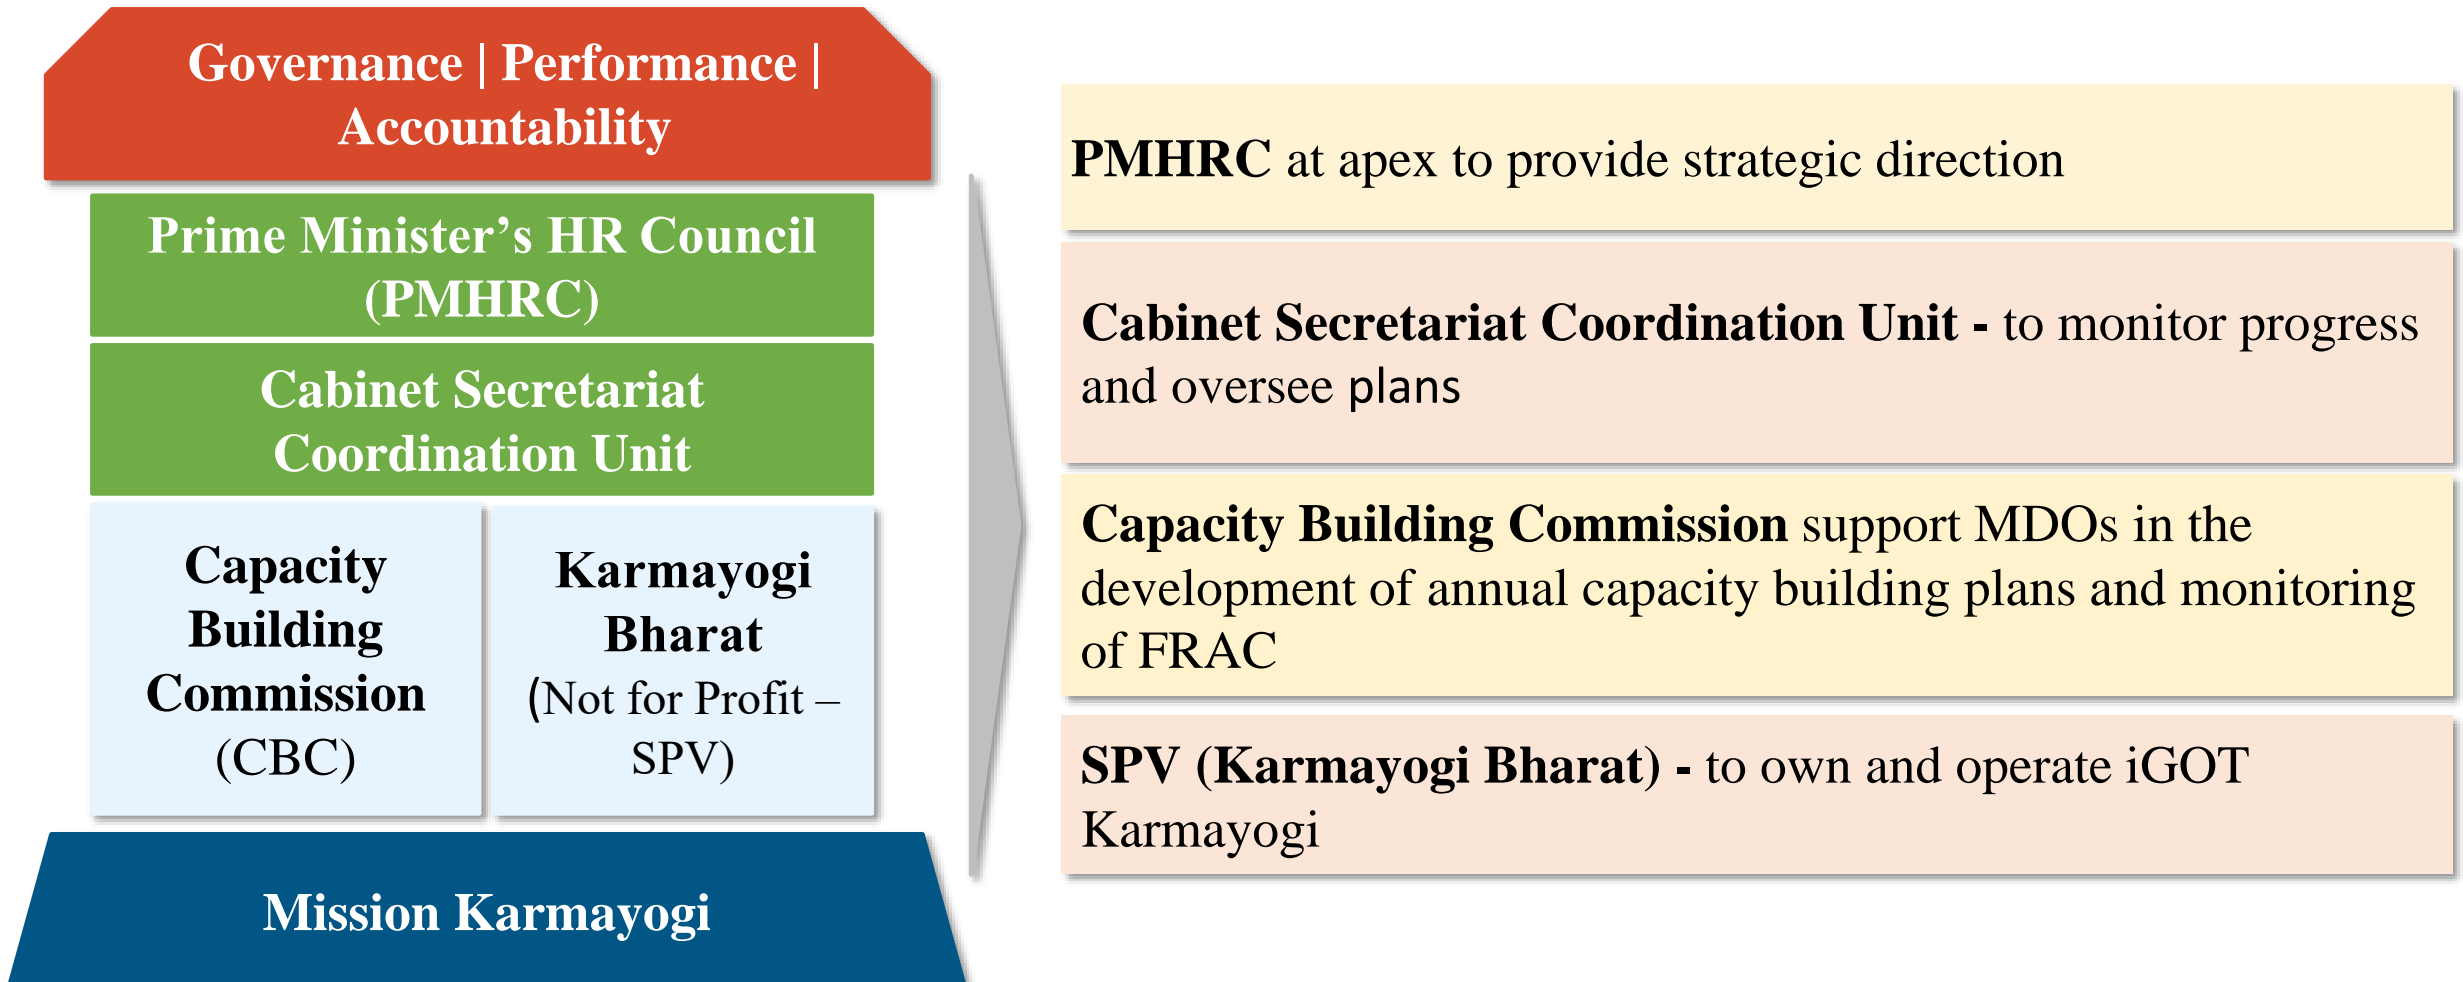 Governance | Performance |
Accountability
Prime Minister’s HR Council
(PMHRC)
Cabinet Secretariat
Coordination Unit
Capacity
Building
Commission
(CBC)
Karmayogi
Bharat
(Not for Profit –
SPV)
Mission Karmayogi
PMHRC at apex to provide strategic direction
Cabinet Secretariat Coordination Unit - to monitor progress
and oversee plans
Capacity Building Commission support MDOs in the
development of annual capacity building plans and monitoring
of FRAC
SPV (Karmayogi Bharat) - to own and operate iGOT
Karmayogi